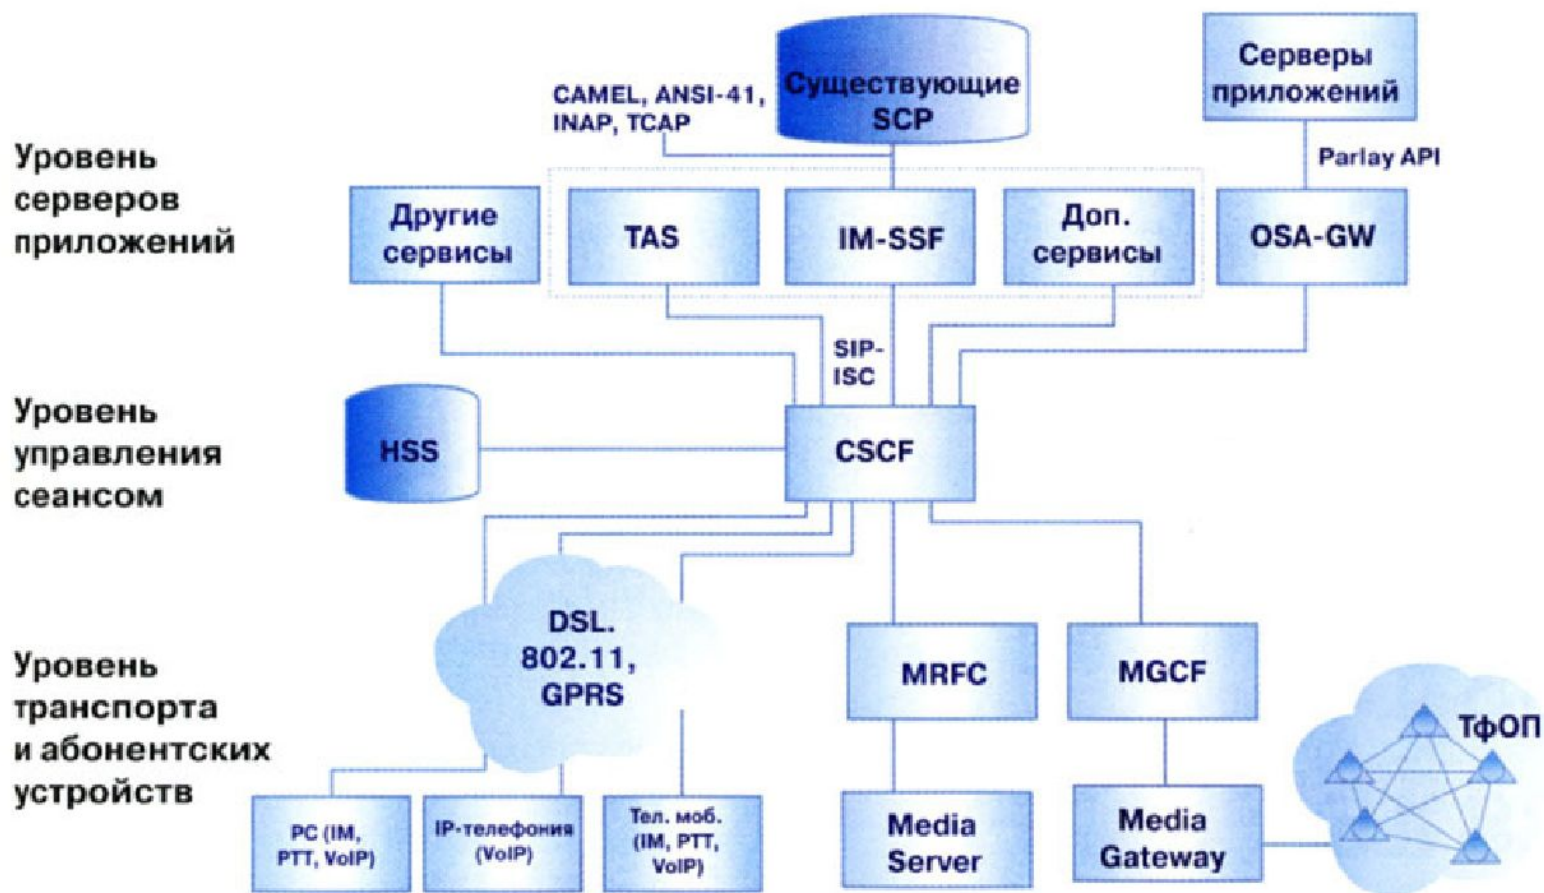 Существующие
SCP
Серверы
приложений
CAMEL, ANSI-41,
INAP, TCAP
Parlay API
Уровень
серверов
приложений
Другие
сервисы
TAS
IM-SSF
Доп.
сервисы
OSA-GW
SIP-
ISC
Уровень
управления
сеансом
HSS
CSCF
Уровень
транспорта
и абонентских
устройств
DSL.
802.11,
GPRS
MRFC
MGCF
ТфОП
PC (IM,
PTT, VoIP)
IP-телефония
(VoIP)
Тел. моб.
(IM, PTT,
VoIP)
Media
Server
Media
Gateway